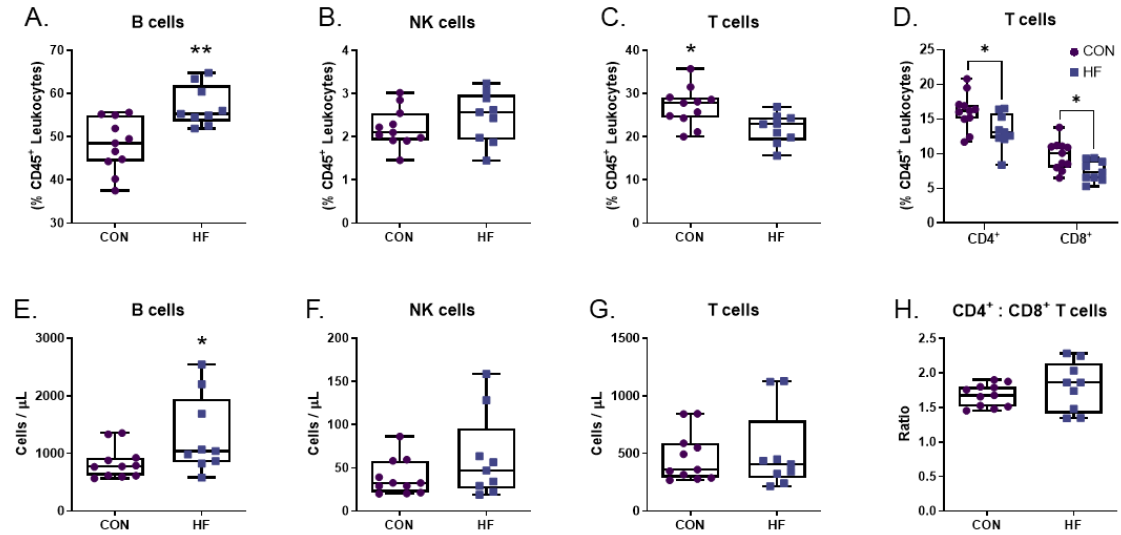 A. B cells
(% CD45⁺ Leukocytes)
70
60
50
40
30
**
CON HF
B. NK cells
(% CD45⁺ Leukocytes)
4
3
2
1
0
CON HF
C. T cells
(% CD45⁺ Leukocytes)
40
30
20
10
0
*
CON HF
D. T cells
(% CD45⁺ Leukocytes)
25
20
15
10
5
0
* *
CON
HF
CD4⁺ CD8⁺
E. B cells
Cells / μL
3000
2000
1000
0
*
CON HF
F. NK cells
Cells / μL
200
150
100
50
0
CON HF
G. T cells
Cells / μL
1500
1000
500
0
CON HF
H. CD4⁺ : CD8⁺ T cells
Ratio
2.5
2.0
1.5
1.0
0.5
0.0
CON HF